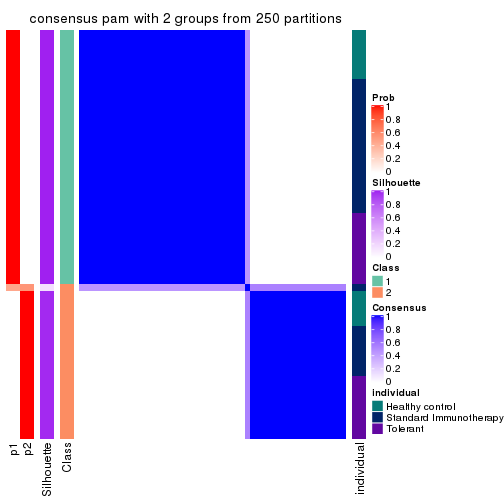 consensus pam with 2 groups from 250 partitions
Prob
1
0.8
0.6
0.4
0.2
0
Silhouette
1
0.8
0.6
0.4
0.2
0
Class
1
2
Consensus
1
0.8
0.6
0.4
0.2
0
individual
Healthy control
Standard Immunotherapy
Tolerant
p1
p2
Silhouette
Class
individual